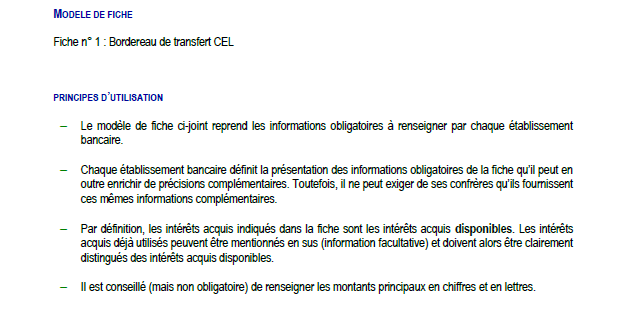 MODELE DE FICHE
Fiche n° 1 : Bordereau de transfert CEL
PRINCIPES D'UTILISATION
– Le modèle de fiche ci-joint reprend les informations obligatoires à renseigner par chaque établissement
bancaire.
– Chaque établissement bancaire définit la présentation des informations obligatoires de la fiche qu'il peut en
outre enrichir de précisions complémentaires. Toutefois, il ne peut exiger de ses confrères qu'ils fournissent
ces mêmes informations complémentaires.
– Par définition, les intérêts acquis indiqués dans la fiche sont les intérêts acquis disponibles. Les intérêts
acquis déjà utilisés peuvent être mentionnés en sus (information facultative) et doivent alors être clairement
distingués des intérêts acquis disponibles.
– Il est conseillé (mais non obligatoire) de renseigner les montants principaux en chiffres et en lettres.